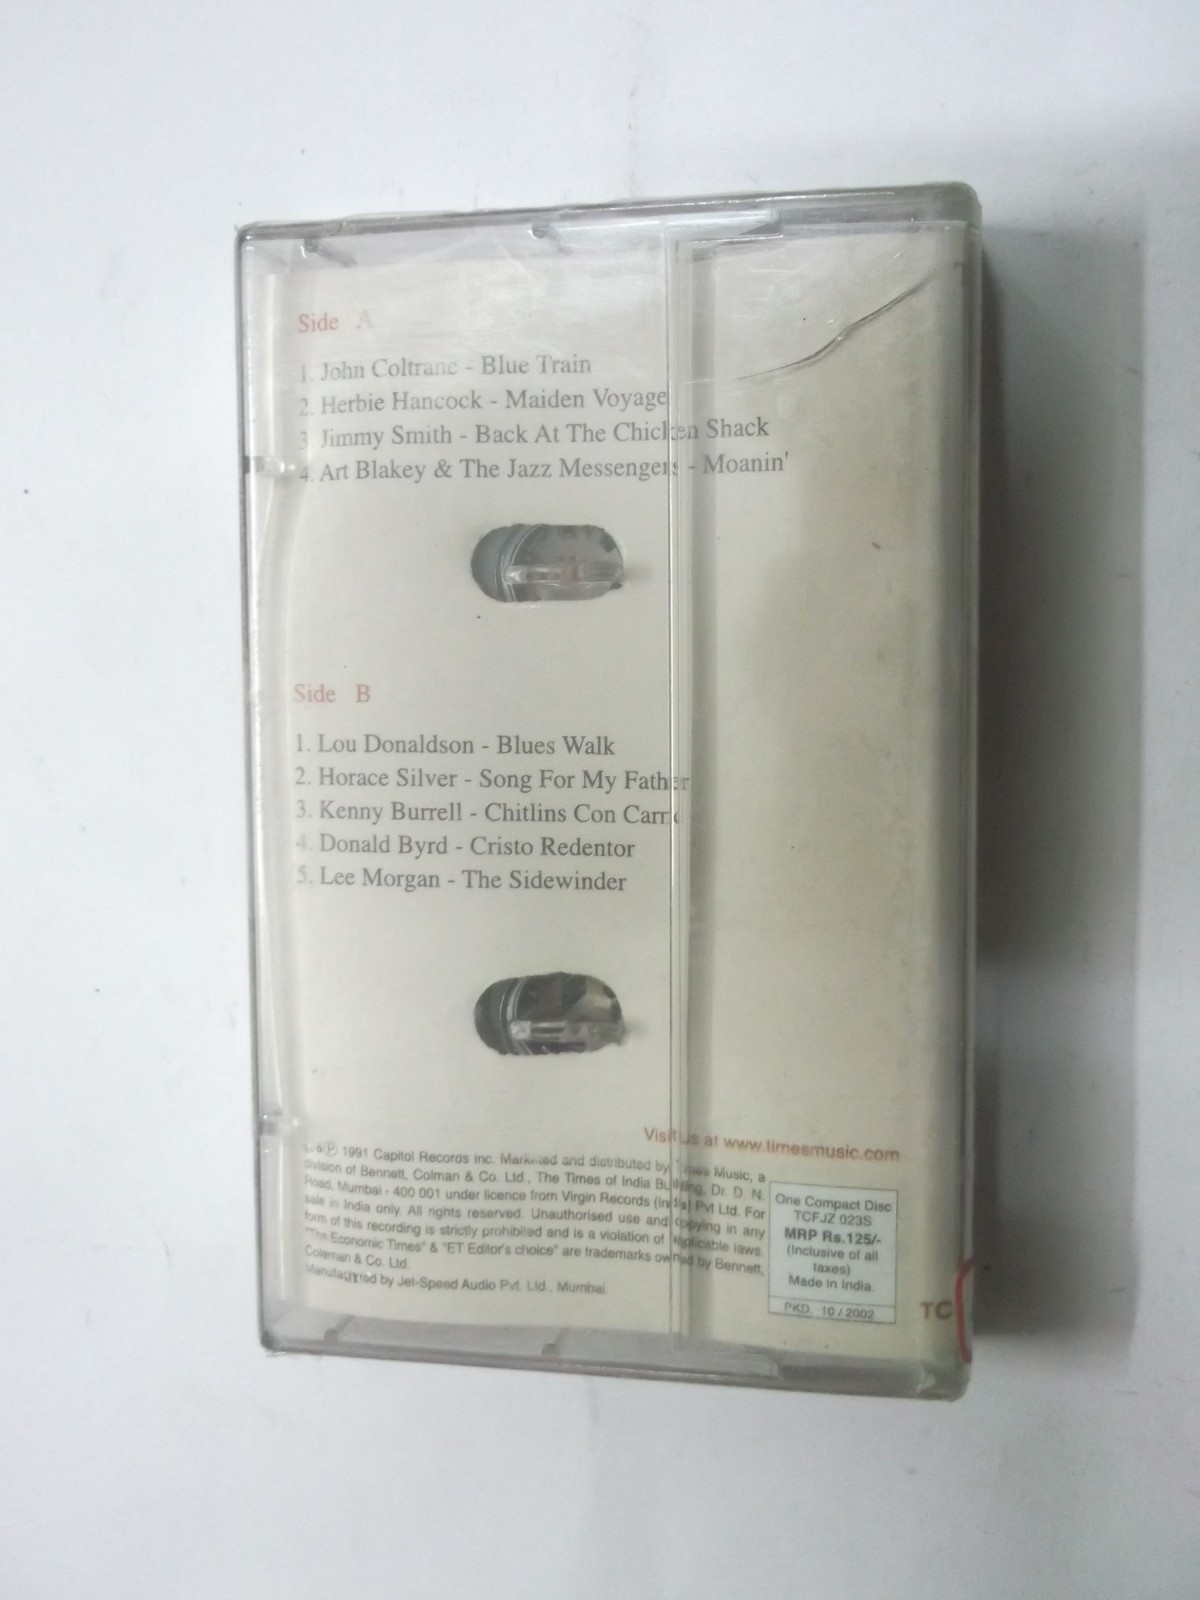 Side A
1. John Coltrane - Blue Train
2. Herbie Hancock - Maiden Voyage
3. Jimmy Smith - Back At The Chicken Shack
4. Art Blakey & The Jazz Messengers - Moanin'
Side B
1. Lou Donaldson - Blues Walk
2. Horace Silver - Song For My Father
3. Kenny Burrell - Chitlins Con Carne
4. Donald Byrd - Cristo Redentor
5. Lee Morgan - The Sidewinder
Visit us at www.timesmusic.com
© & ℗ 1991 Capitol Records Inc. Marketed and distributed by Times Music, a
division of Bennett, Colman & Co. Ltd., The Times of India Building, Dr. D. N.
Road, Mumbai - 400 001 under licence from Virgin Records (India) Pvt Ltd. For
sale in India only. All rights reserved. Unauthorised use and copying in any
form of this recording is strictly prohibited and is a violation of applicable laws.
"The Economic Times" & "ET Editor's choice" are trademarks owned by Bennett,
Coleman & Co. Ltd.
Manufactured by Jet-Speed Audio Pvt. Ltd., Mumbai.
One Compact Disc
TCFJZ 023S
MRP Rs.125/-
(Inclusive of all
taxes)
Made in India.
PKD. 10 / 2002
TC